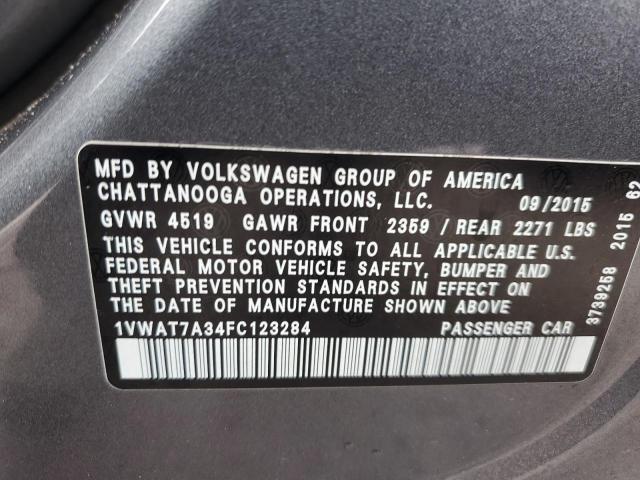 MFD BY VOLKSWAGEN GROUP OF AMERICA
CHATTANOOGA OPERATIONS, LLC. 09/2015
GVWR 4519 GAWR FRONT 2359 / REAR 2271 LBS
THIS VEHICLE CONFORMS TO ALL APPLICABLE U.S.
FEDERAL MOTOR VEHICLE SAFETY, BUMPER AND
THEFT PREVENTION STANDARDS IN EFFECT ON
THE DATE OF MANUFACTURE SHOWN ABOVE
1VWAT7A34FC123284 PASSENGER CAR
3739258 2015 62